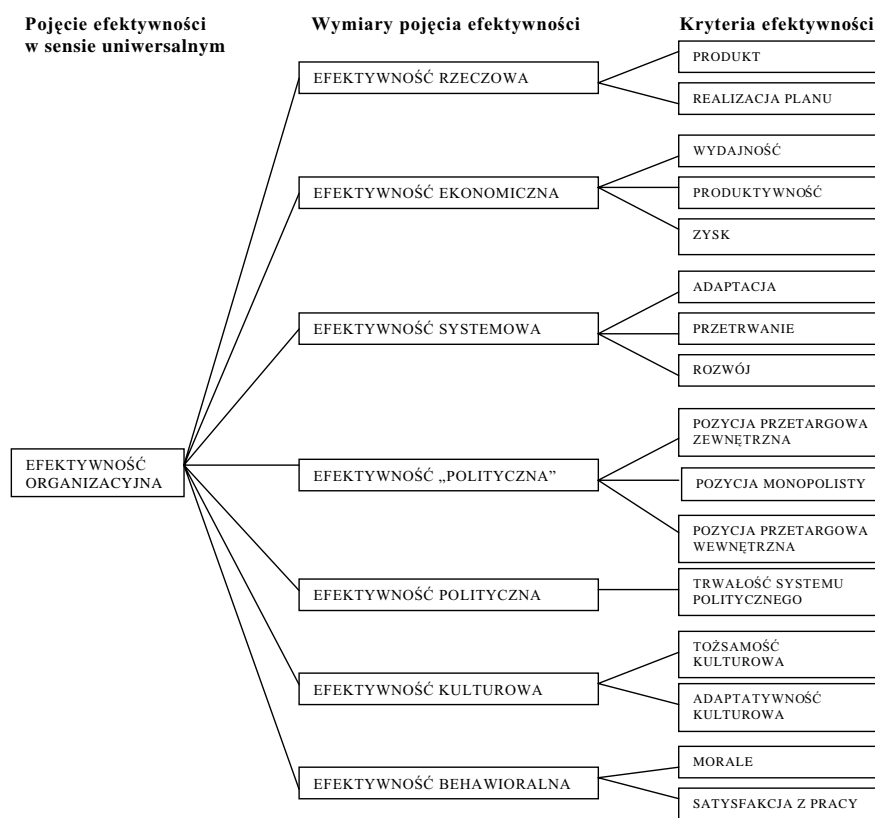 Pojęcie efektywności
w sensie uniwersalnym
Wymiary pojęcia efektywności
Kryteria efektywności
EFEKTYWNOŚĆ
ORGANIZACYJNA
EFEKTYWNOŚĆ RZECZOWA
PRODUKT
REALIZACJA PLANU
EFEKTYWNOŚĆ EKONOMICZNA
WYDAJNOŚĆ
PRODUKTYWNOŚĆ
ZYSK
EFEKTYWNOŚĆ SYSTEMOWA
ADAPTACJA
PRZETRWANIE
ROZWÓJ
EFEKTYWNOŚĆ „POLITYCZNA”
POZYCJA PRZETARGOWA
ZEWNĘTRZNA
POZYCJA MONOPOLISTY
POZYCJA PRZETARGOWA
WEWNĘTRZNA
EFEKTYWNOŚĆ POLITYCZNA
TRWAŁOŚĆ SYSTEMU
POLITYCZNEGO
EFEKTYWNOŚĆ KULTUROWA
TOŻSAMOŚĆ
KULTUROWA
ADAPTATYWNOŚĆ
KULTUROWA
EFEKTYWNOŚĆ BEHAWIORALNA
MORALE
SATYSFAKCJA Z PRACY